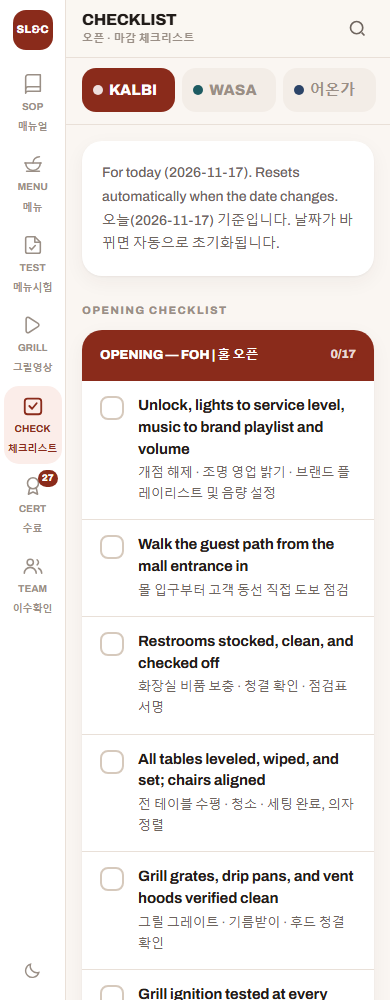 SL&C
CHECKLIST
오픈 · 마감 체크리스트
SOP
매뉴얼
MENU
메뉴
TEST
메뉴시험
GRILL
그릴영상
CHECK
체크리스트
27
CERT
수료
TEAM
이수확인
KALBI
WASA
어온가
For today (2026-11-17). Resets
automatically when the date changes.
오늘(2026-11-17) 기준입니다. 날짜가 바
뀌면 자동으로 초기화됩니다.
OPENING CHECKLIST
OPENING — FOH | 홀 오픈
0/17
Unlock, lights to service level,
music to brand playlist and
volume
개점 해제 · 조명 영업 밝기 · 브랜드 플
레이리스트 및 음량 설정
Walk the guest path from the
mall entrance in
몰 입구부터 고객 동선 직접 도보 점검
Restrooms stocked, clean, and
checked off
화장실 비품 보충 · 청결 확인 · 점검표
서명
All tables leveled, wiped, and
set; chairs aligned
전 테이블 수평 · 청소 · 세팅 완료, 의자
정렬
Grill grates, drip pans, and vent
hoods verified clean
그릴 그레이트 · 기름받이 · 후드 청결
확인
Grill ignition tested at every